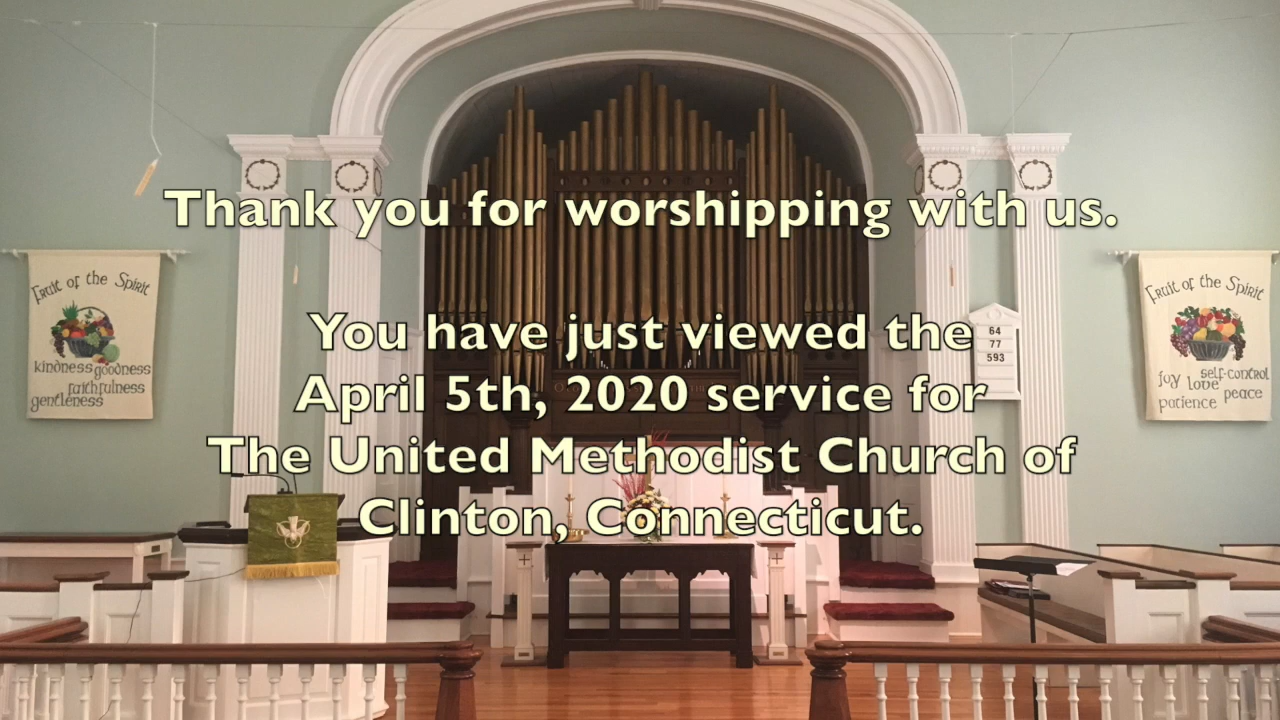 Thank you for worshipping with us.
You have just viewed the
April 5th, 2020 service for
The United Methodist Church of
Clinton, Connecticut.
Fruit of the Spirit
kindness goodness
faithfulness
gentleness
64
77
593
Fruit of the Spirit
joy love self-control
patience peace